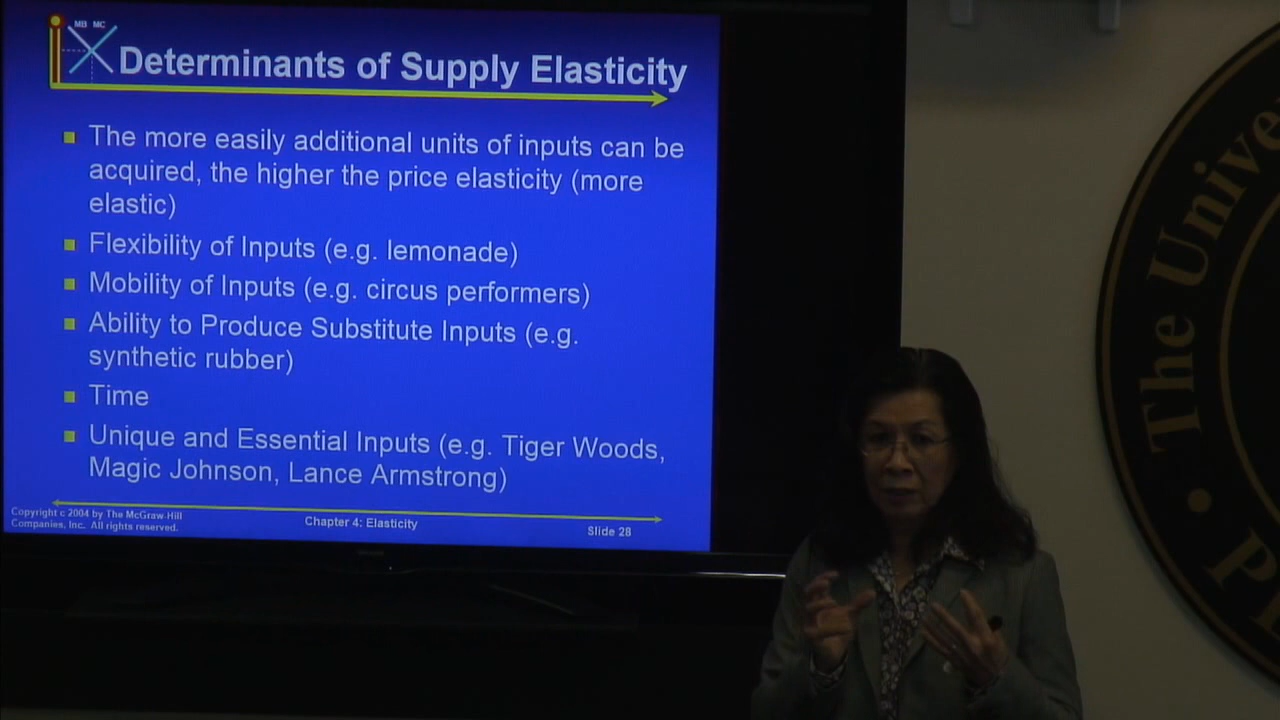 MB MC
Determinants of Supply Elasticity
The more easily additional units of inputs can be
acquired, the higher the price elasticity (more
elastic)
Flexibility of Inputs (e.g. lemonade)
Mobility of Inputs (e.g. circus performers)
Ability to Produce Substitute Inputs (e.g.
synthetic rubber)
Time
Unique and Essential Inputs (e.g. Tiger Woods,
Magic Johnson, Lance Armstrong)
Copyright c 2004 by The McGraw-Hill
Companies, Inc. All rights reserved.
Chapter 4: Elasticity
Slide 28
The